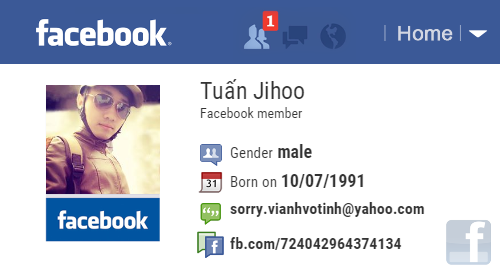 facebook.
1
Home
Tuấn Jihoo
Facebook member
Gender male
31
Born on 10/07/1991
sorry.vianhvotinh@yahoo.com
fb.com/724042964374134
facebook
f
f